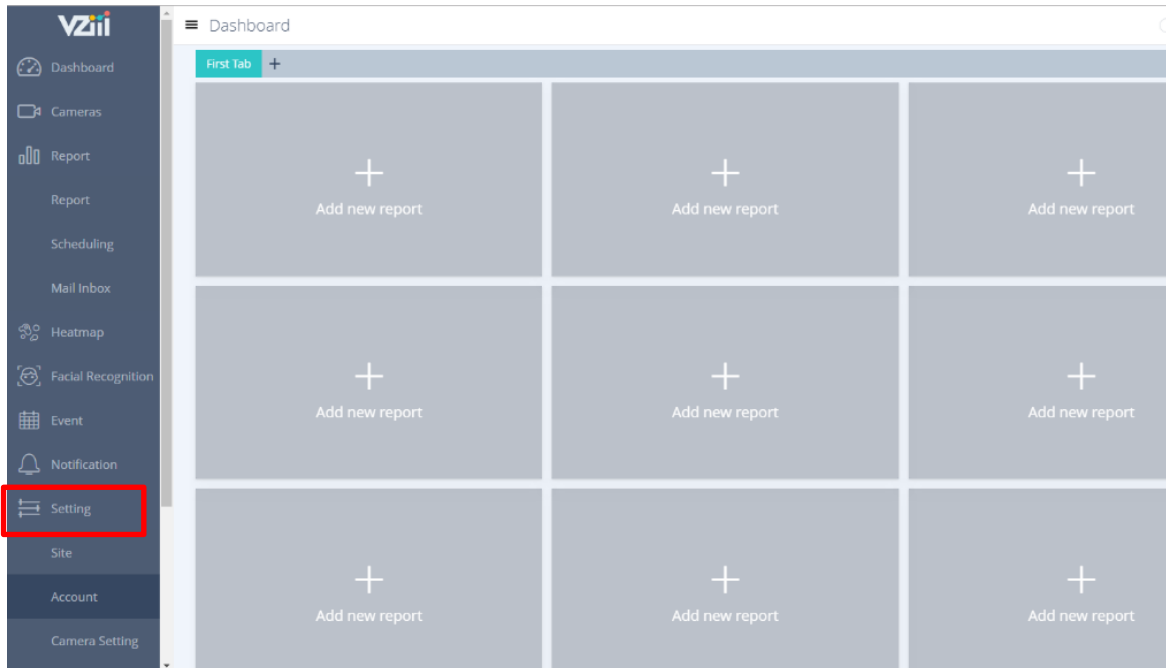 VZiii
Dashboard
Cameras
Report
Report
Scheduling
Mail Inbox
Heatmap
Facial Recognition
Event
Notification
Setting
Site
Account
Camera Setting
Dashboard
First Tab +
Add new report Add new report Add new report
Add new report Add new report Add new report
Add new report Add new report Add new report